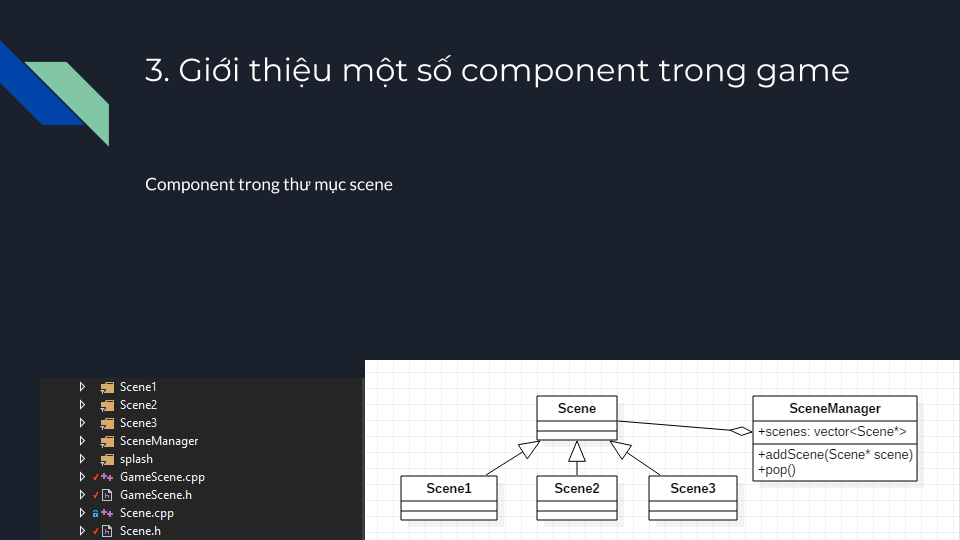 3. Giới thiệu một số component trong game
Component trong thư mục scene
Scene1
Scene2
Scene3
SceneManager
splash
GameScene.cpp
GameScene.h
Scene.cpp
Scene.h
Scene
SceneManager
+scenes: vector<Scene*>
+addScene(Scene* scene)
+pop()
Scene1
Scene2
Scene3